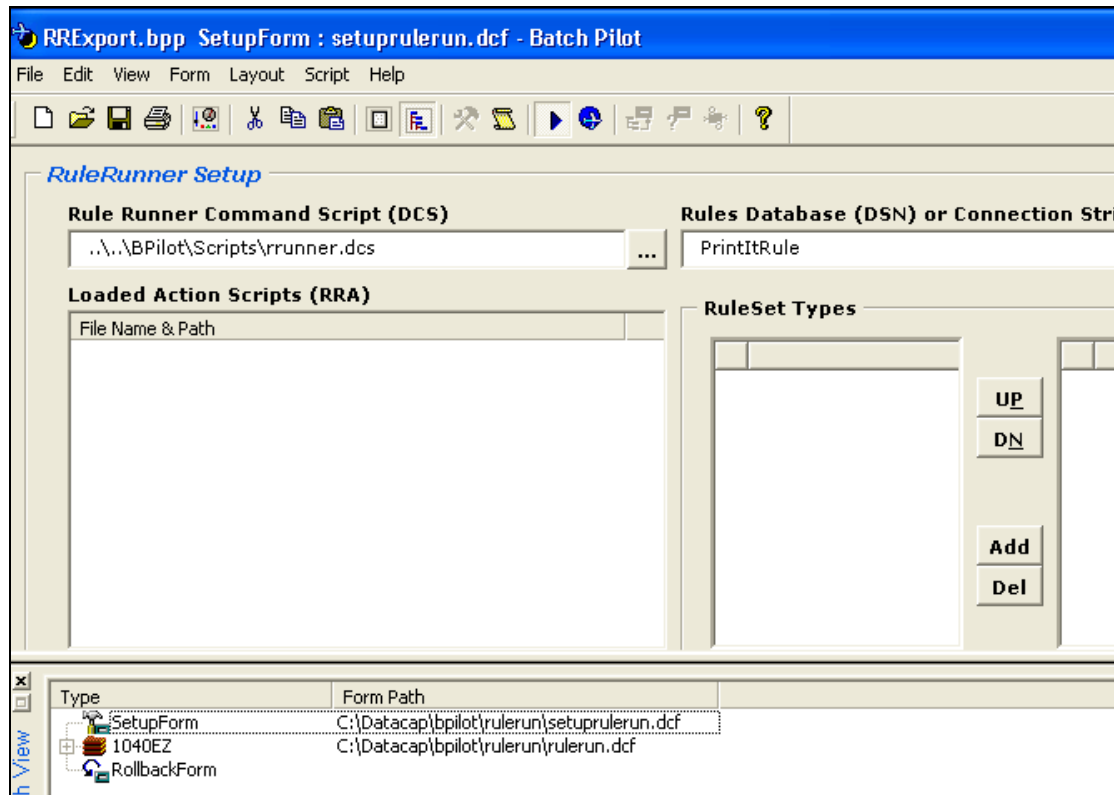 RRExport.bpp SetupForm : setuprulerun.dcf - Batch Pilot
File Edit View Form Layout Script Help
RuleRunner Setup
Rule Runner Command Script (DCS)
Rules Database (DSN) or Connection Stri
..\..\BPilot\Scripts\rrunner.dcs
...
PrintItRule
Loaded Action Scripts (RRA)
RuleSet Types
File Name & Path
UP
DN
Add
Del
Type Form Path
SetupForm C:\Datacap\bpilot\rulerun\setuprulerun.dcf
1040EZ C:\Datacap\bpilot\rulerun\rulerun.dcf
RollbackForm
h View